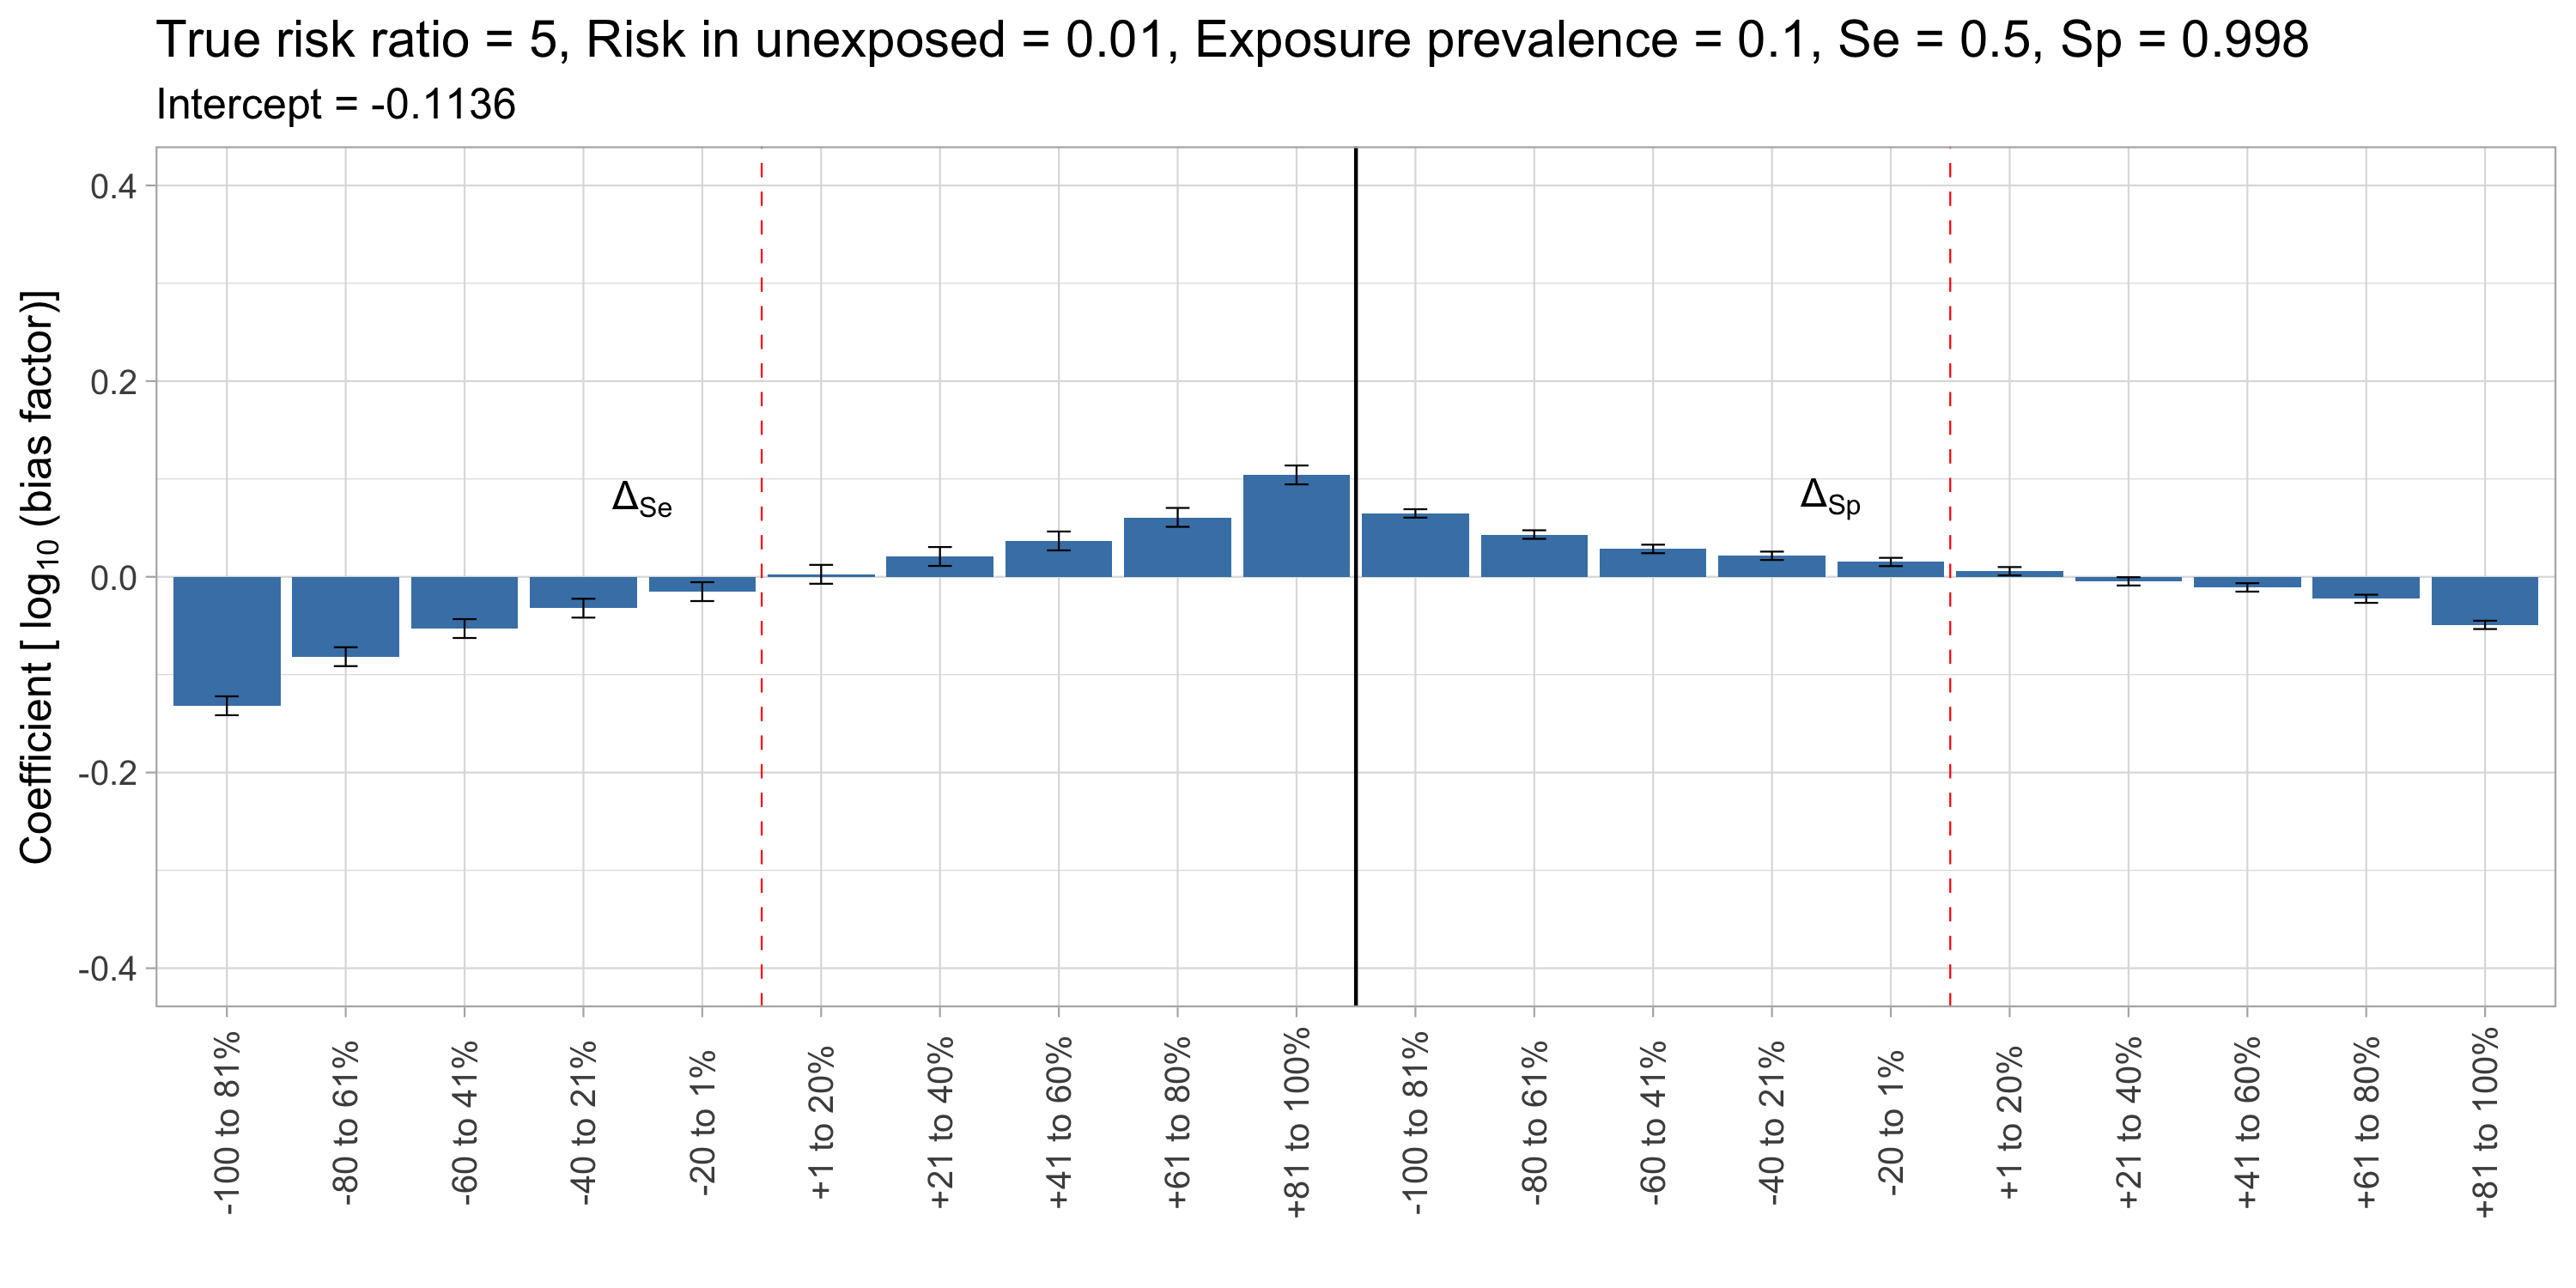 True risk ratio = 5, Risk in unexposed = 0.01, Exposure prevalence = 0.1, Se = 0.5, Sp = 0.998
Intercept = -0.1136
Coefficient [ log10 (bias factor)]
0.4
0.2
0.0
-0.2
-0.4
ΔSe
ΔSp
-100 to 81%
-80 to 61%
-60 to 41%
-40 to 21%
-20 to 1%
+1 to 20%
+21 to 40%
+41 to 60%
+61 to 80%
+81 to 100%
-100 to 81%
-80 to 61%
-60 to 41%
-40 to 21%
-20 to 1%
+1 to 20%
+21 to 40%
+41 to 60%
+61 to 80%
+81 to 100%